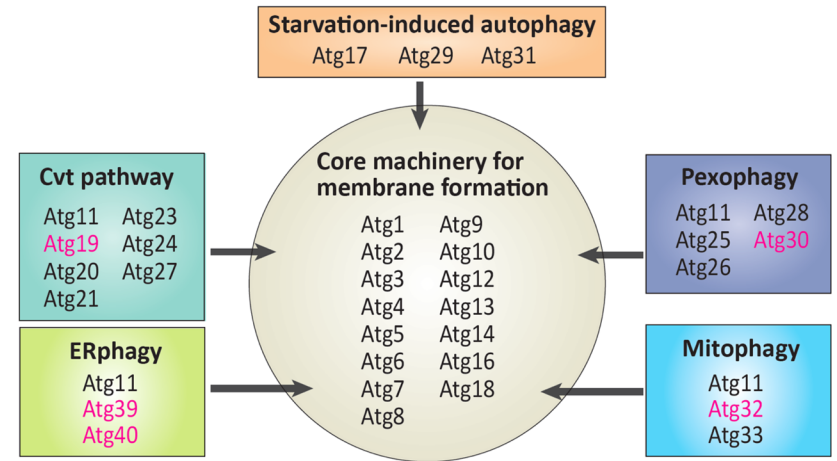 Starvation-induced autophagy
Atg17 Atg29 Atg31
Core machinery for
membrane formation
Atg1 Atg9
Atg2 Atg10
Atg3 Atg12
Atg4 Atg13
Atg5 Atg14
Atg6 Atg16
Atg7 Atg18
Atg8
Cvt pathway
Atg11 Atg23
Atg19 Atg24
Atg20 Atg27
Atg21
ERphagy
Atg11
Atg39
Atg40
Pexophagy
Atg11 Atg28
Atg25 Atg30
Atg26
Mitophagy
Atg11
Atg32
Atg33